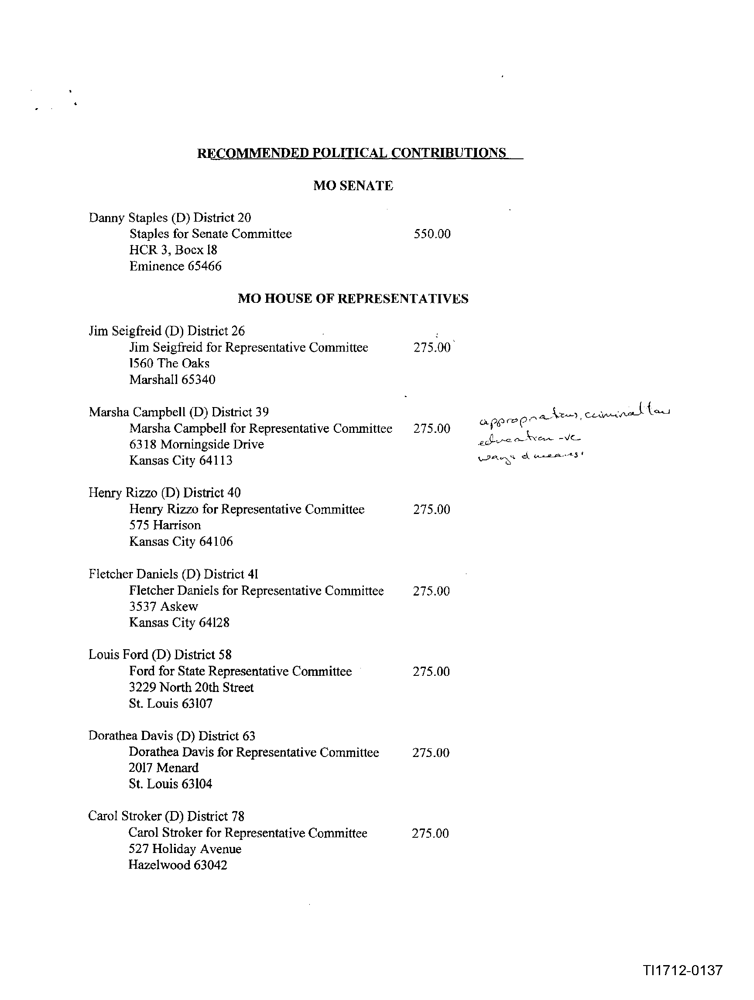 RECOMMENDED POLITICAL CONTRIBUTIONS
MO SENATE
Danny Staples (D) District 20
Staples for Senate Committee 550.00
HCR 3, Bocx l8
Eminence 65466
MO HOUSE OF REPRESENTATIVES
Jim Seigfreid (D) District 26
Jim Seigfreid for Representative Committee 275.00
l560 The Oaks
Marshall 65340
Marsha Campbell (D) District 39
Marsha Campbell for Representative Committee 275.00 appropriations, criminal law
6318 Morningside Drive education -vc
Kansas City 64113 ways & means.
Henry Rizzo (D) District 40
Henry Rizzo for Representative Committee 275.00
575 Harrison
Kansas City 64106
Fletcher Daniels (D) District 4l
Fletcher Daniels for Representative Committee 275.00
3537 Askew
Kansas City 64l28
Louis Ford (D) District 58
Ford for State Representative Committee 275.00
3229 North 20th Street
St. Louis 63l07
Dorathea Davis (D) District 63
Dorathea Davis for Representative Committee 275.00
20l7 Menard
St. Louis 63l04
Carol Stroker (D) District 78
Carol Stroker for Representative Committee 275.00
527 Holiday Avenue
Hazelwood 63042
TI1712-0137